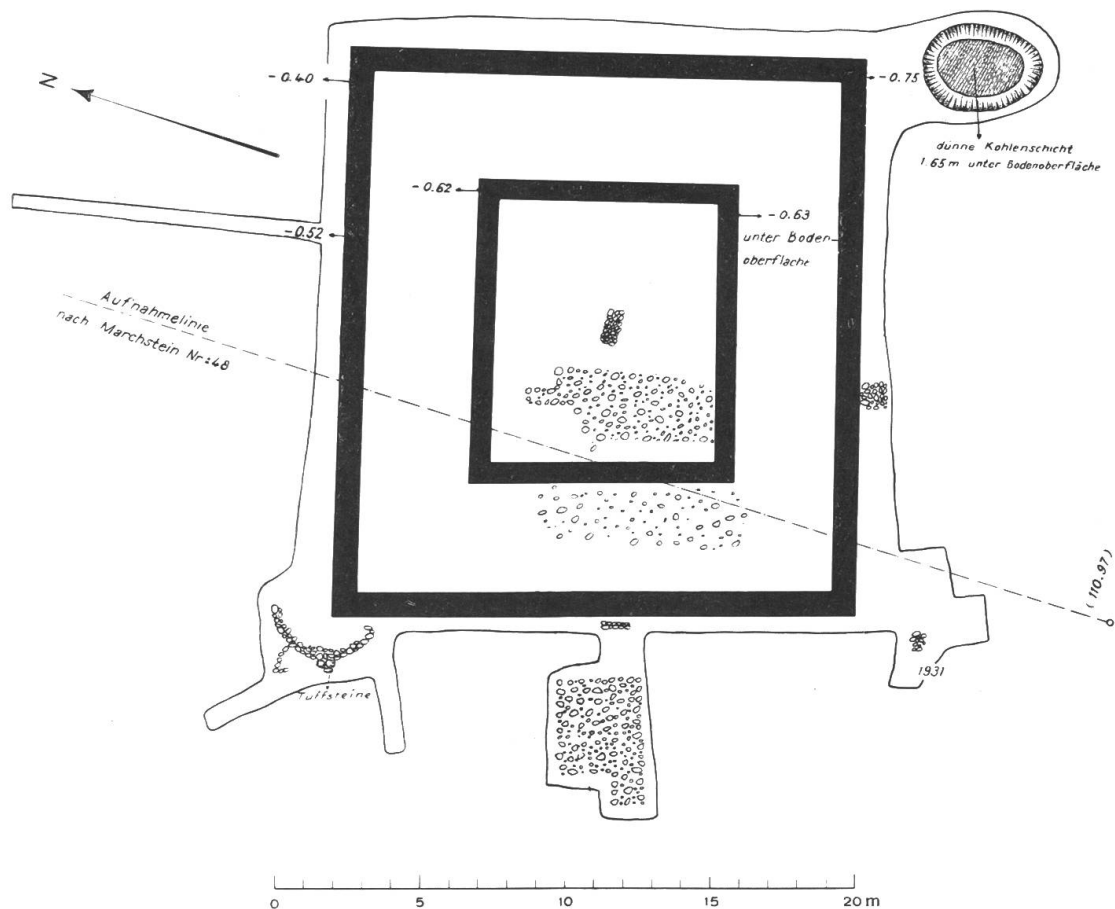 N
-0.40
-0.75
dünne Kohlenschicht
1.65 m unter Bodenoberfläche
-0.62
-0.63
unter Boden
oberfläche
-0.52
Aufnahmelinie
nach Marchstein Nr:48
(110.97)
1931
Tuffsteine
0 5 10 15 20 m